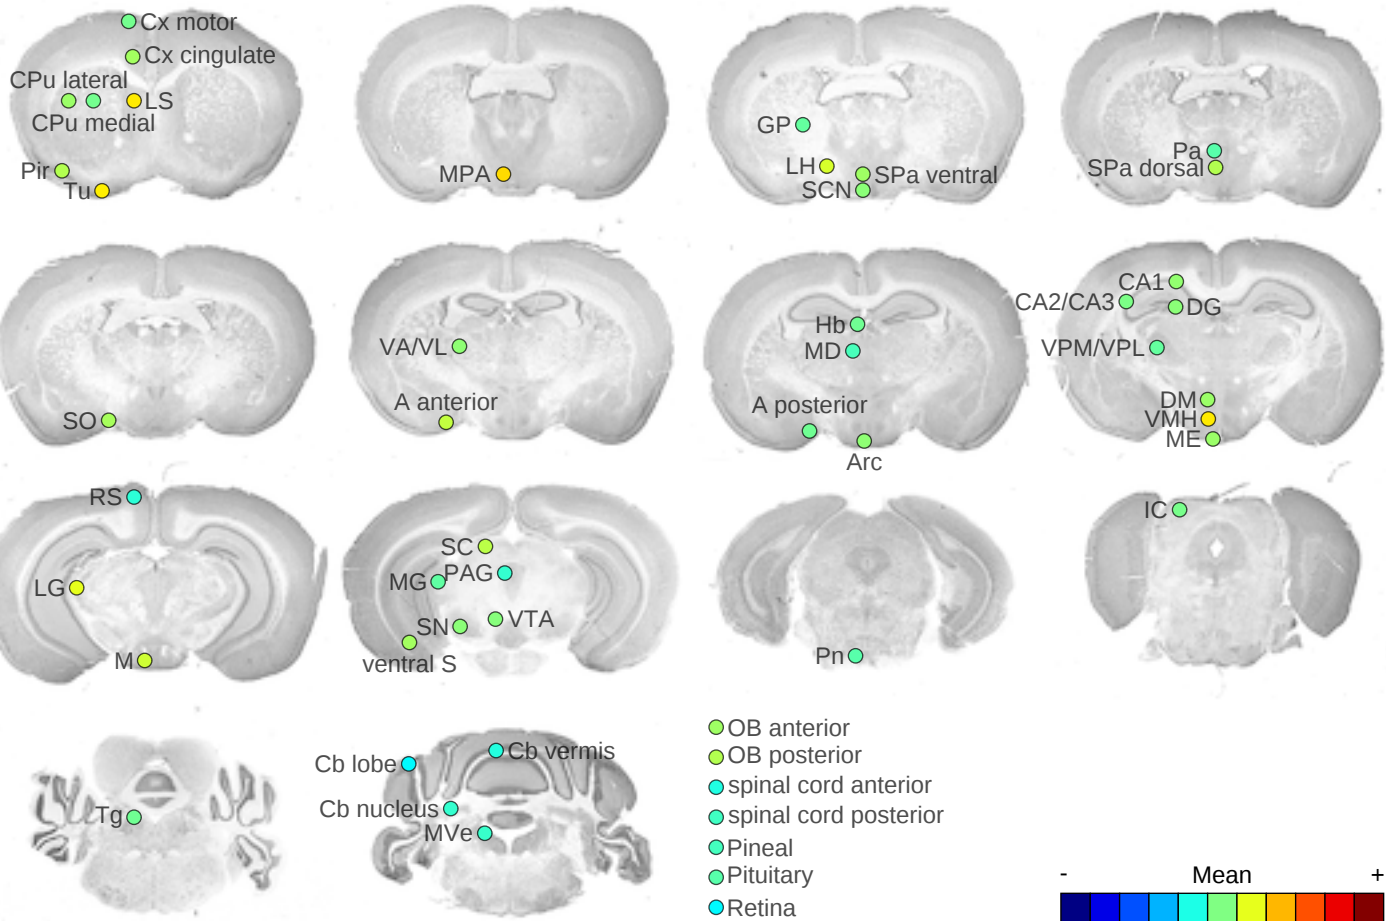 Cx motor
Cx cingulate
CPu lateral
LS
CPu medial
Pir
Tu
MPA
GP
LH
SPa ventral
SCN
Pa
SPa dorsal
SO
VA/VL
A anterior
Hb
MD
A posterior
Arc
CA1
CA2/CA3
DG
VPM/VPL
DM
VMH
ME
RS
LG
M
SC
PAG
MG
VTA
SN
ventral S
Pn
IC
Tg
Cb vermis
Cb lobe
Cb nucleus
MVe
OB anterior
OB posterior
spinal cord anterior
spinal cord posterior
Pineal
Pituitary
Retina
- Mean +